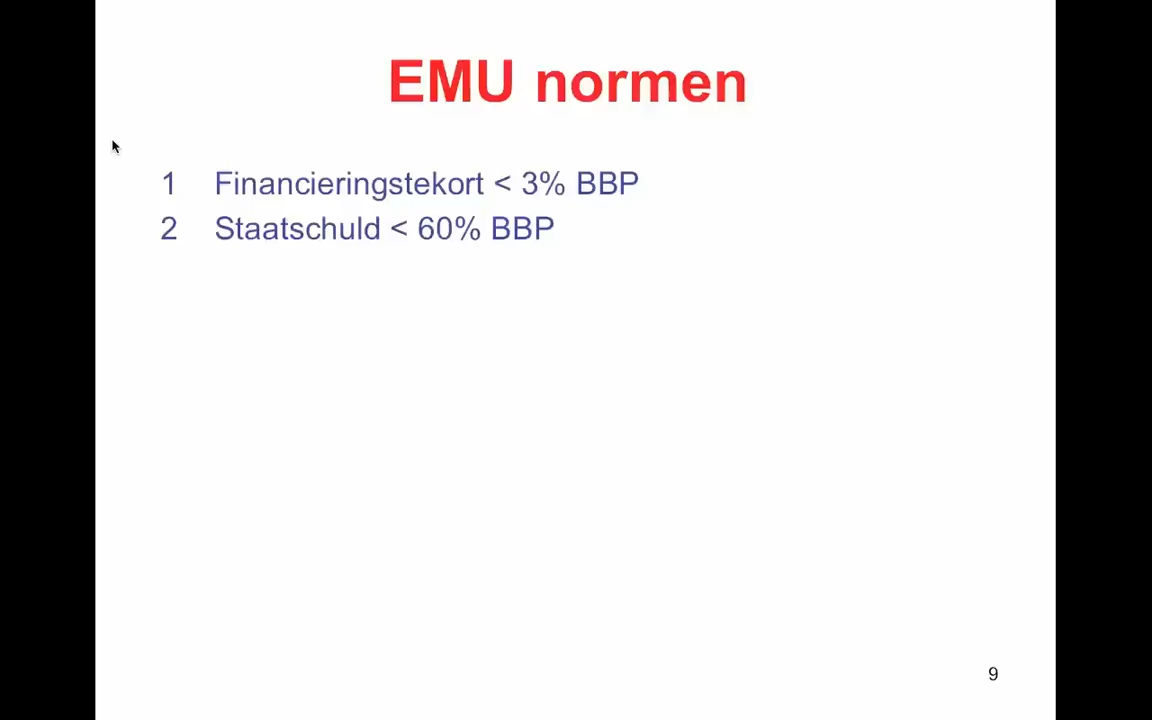 EMU normen
1 Financieringstekort < 3% BBP
2 Staatschuld < 60% BBP
9